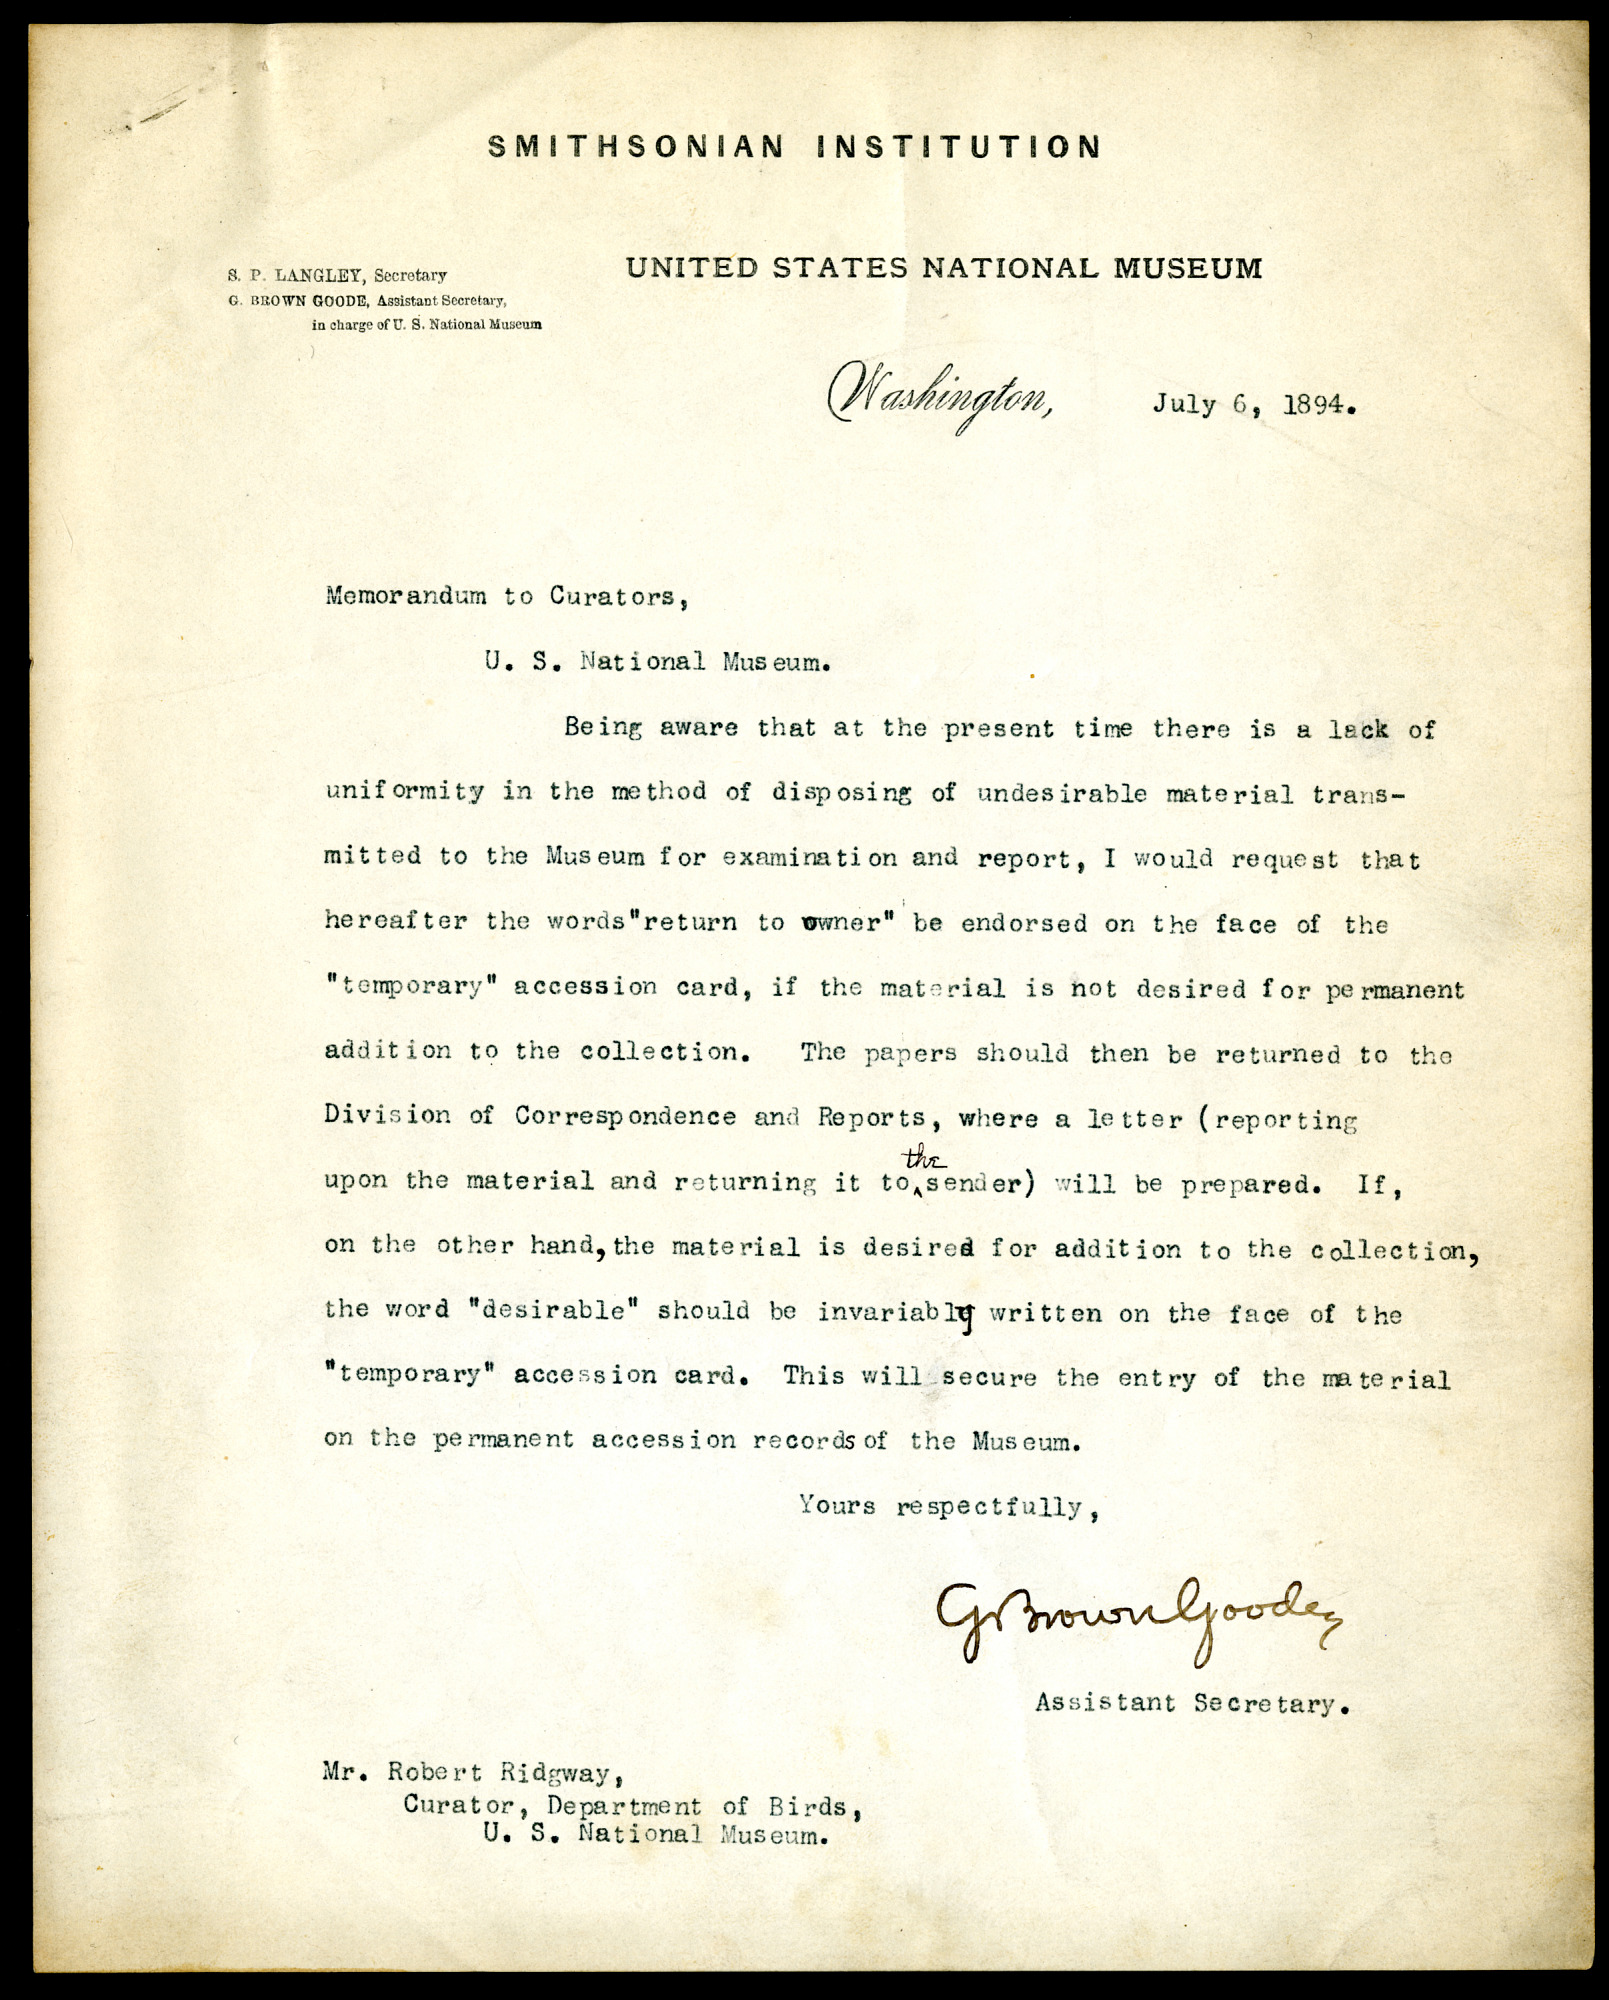 SMITHSONIAN INSTITUTION
UNITED STATES NATIONAL MUSEUM
S. P. LANGLEY, Secretary
G. BROWN GOODE, Assistant Secretary,
in charge of U. S. National Museum
Washington, July 6, 1894.
Memorandum to Curators,
U. S. National Museum.
Being aware that at the present time there is a lack of
uniformity in the method of disposing of undesirable material trans-
mitted to the Museum for examination and report, I would request that
hereafter the words"return to owner" be endorsed on the face of the
"temporary" accession card, if the material is not desired for permanent
addition to the collection. The papers should then be returned to the
Division of Correspondence and Reports, where a letter (reporting
upon the material and returning it to the sender) will be prepared. If,
on the other hand, the material is desired for addition to the collection,
the word "desirable" should be invariably written on the face of the
"temporary" accession card. This will secure the entry of the material
on the permanent accession records of the Museum.
Yours respectfully,
G Brown Goode
Assistant Secretary.
Mr. Robert Ridgway,
Curator, Department of Birds,
U. S. National Museum.